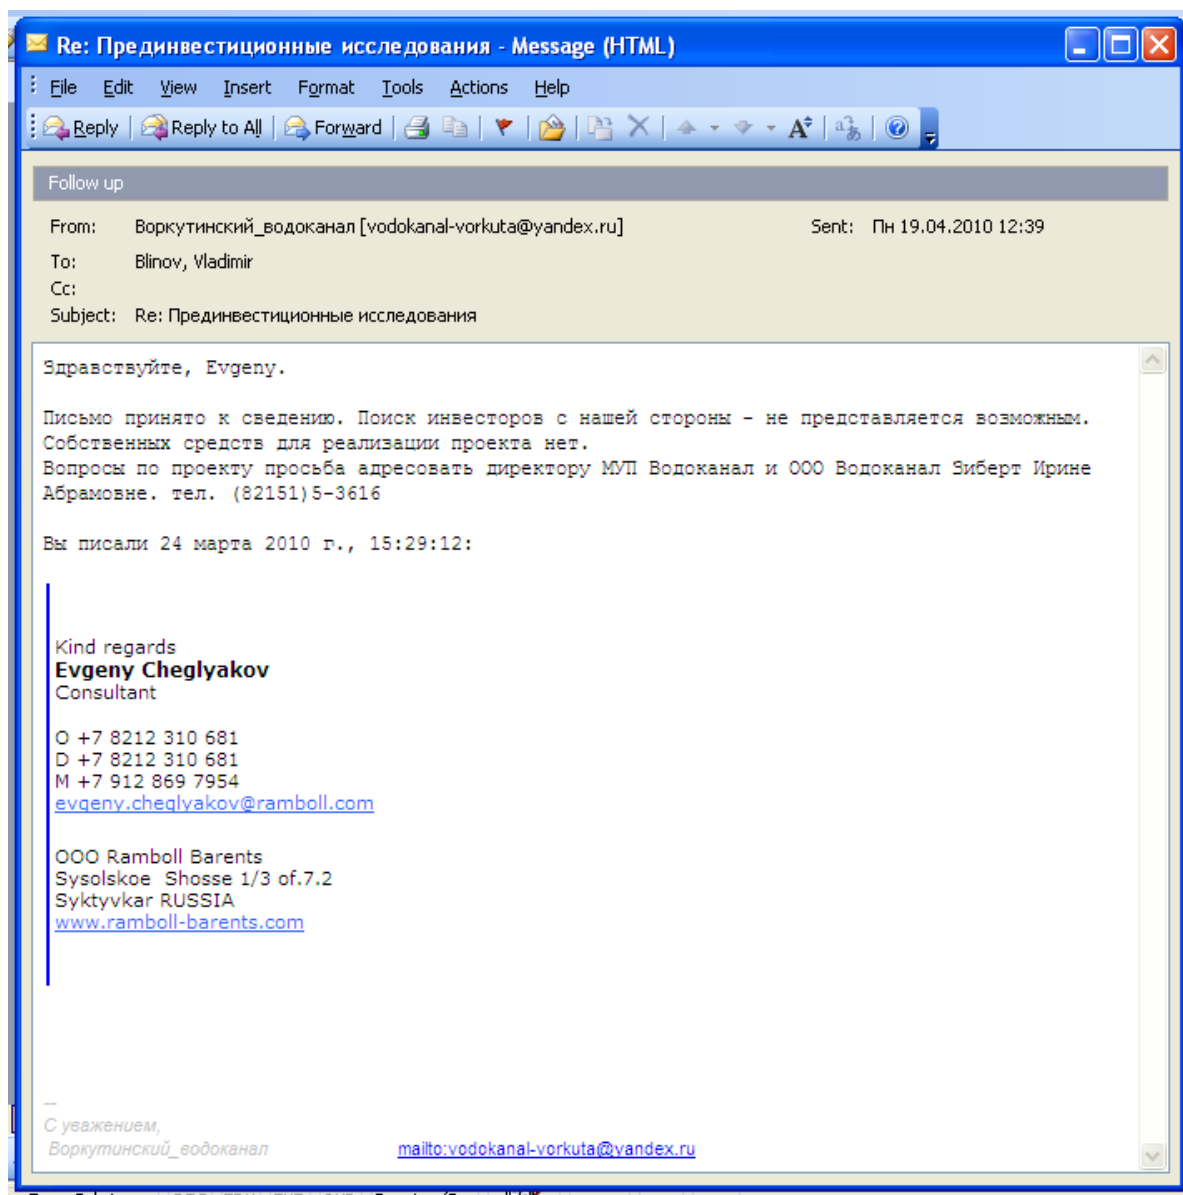 Re: Прединвестиционные исследования - Message (HTML)
File Edit View Insert Format Tools Actions Help
Reply Reply to All Forward
Follow up
From: Воркутинский_водоканал [vodokanal-vorkuta@yandex.ru] Sent: Пн 19.04.2010 12:39
To: Blinov, Vladimir
Cc:
Subject: Re: Прединвестиционные исследования
Здравствуйте, Evgeny.
Письмо принято к сведению. Поиск инвесторов с нашей стороны - не представляется возможным.
Собственных средств для реализации проекта нет.
Вопросы по проекту просьба адресовать директору МУП Водоканал и ООО Водоканал Зиберт Ирине
Абрамовне. тел. (82151)5-3616
Вы писали 24 марта 2010 г., 15:29:12:
Kind regards
Evgeny Cheglyakov
Consultant
O +7 8212 310 681
D +7 8212 310 681
M +7 912 869 7954
evgeny.cheglyakov@ramboll.com
OOO Ramboll Barents
Sysolskoe Shosse 1/3 of.7.2
Syktyvkar RUSSIA
www.ramboll-barents.com
--
С уважением,
Воркутинский_водоканал mailto:vodokanal-vorkuta@yandex.ru